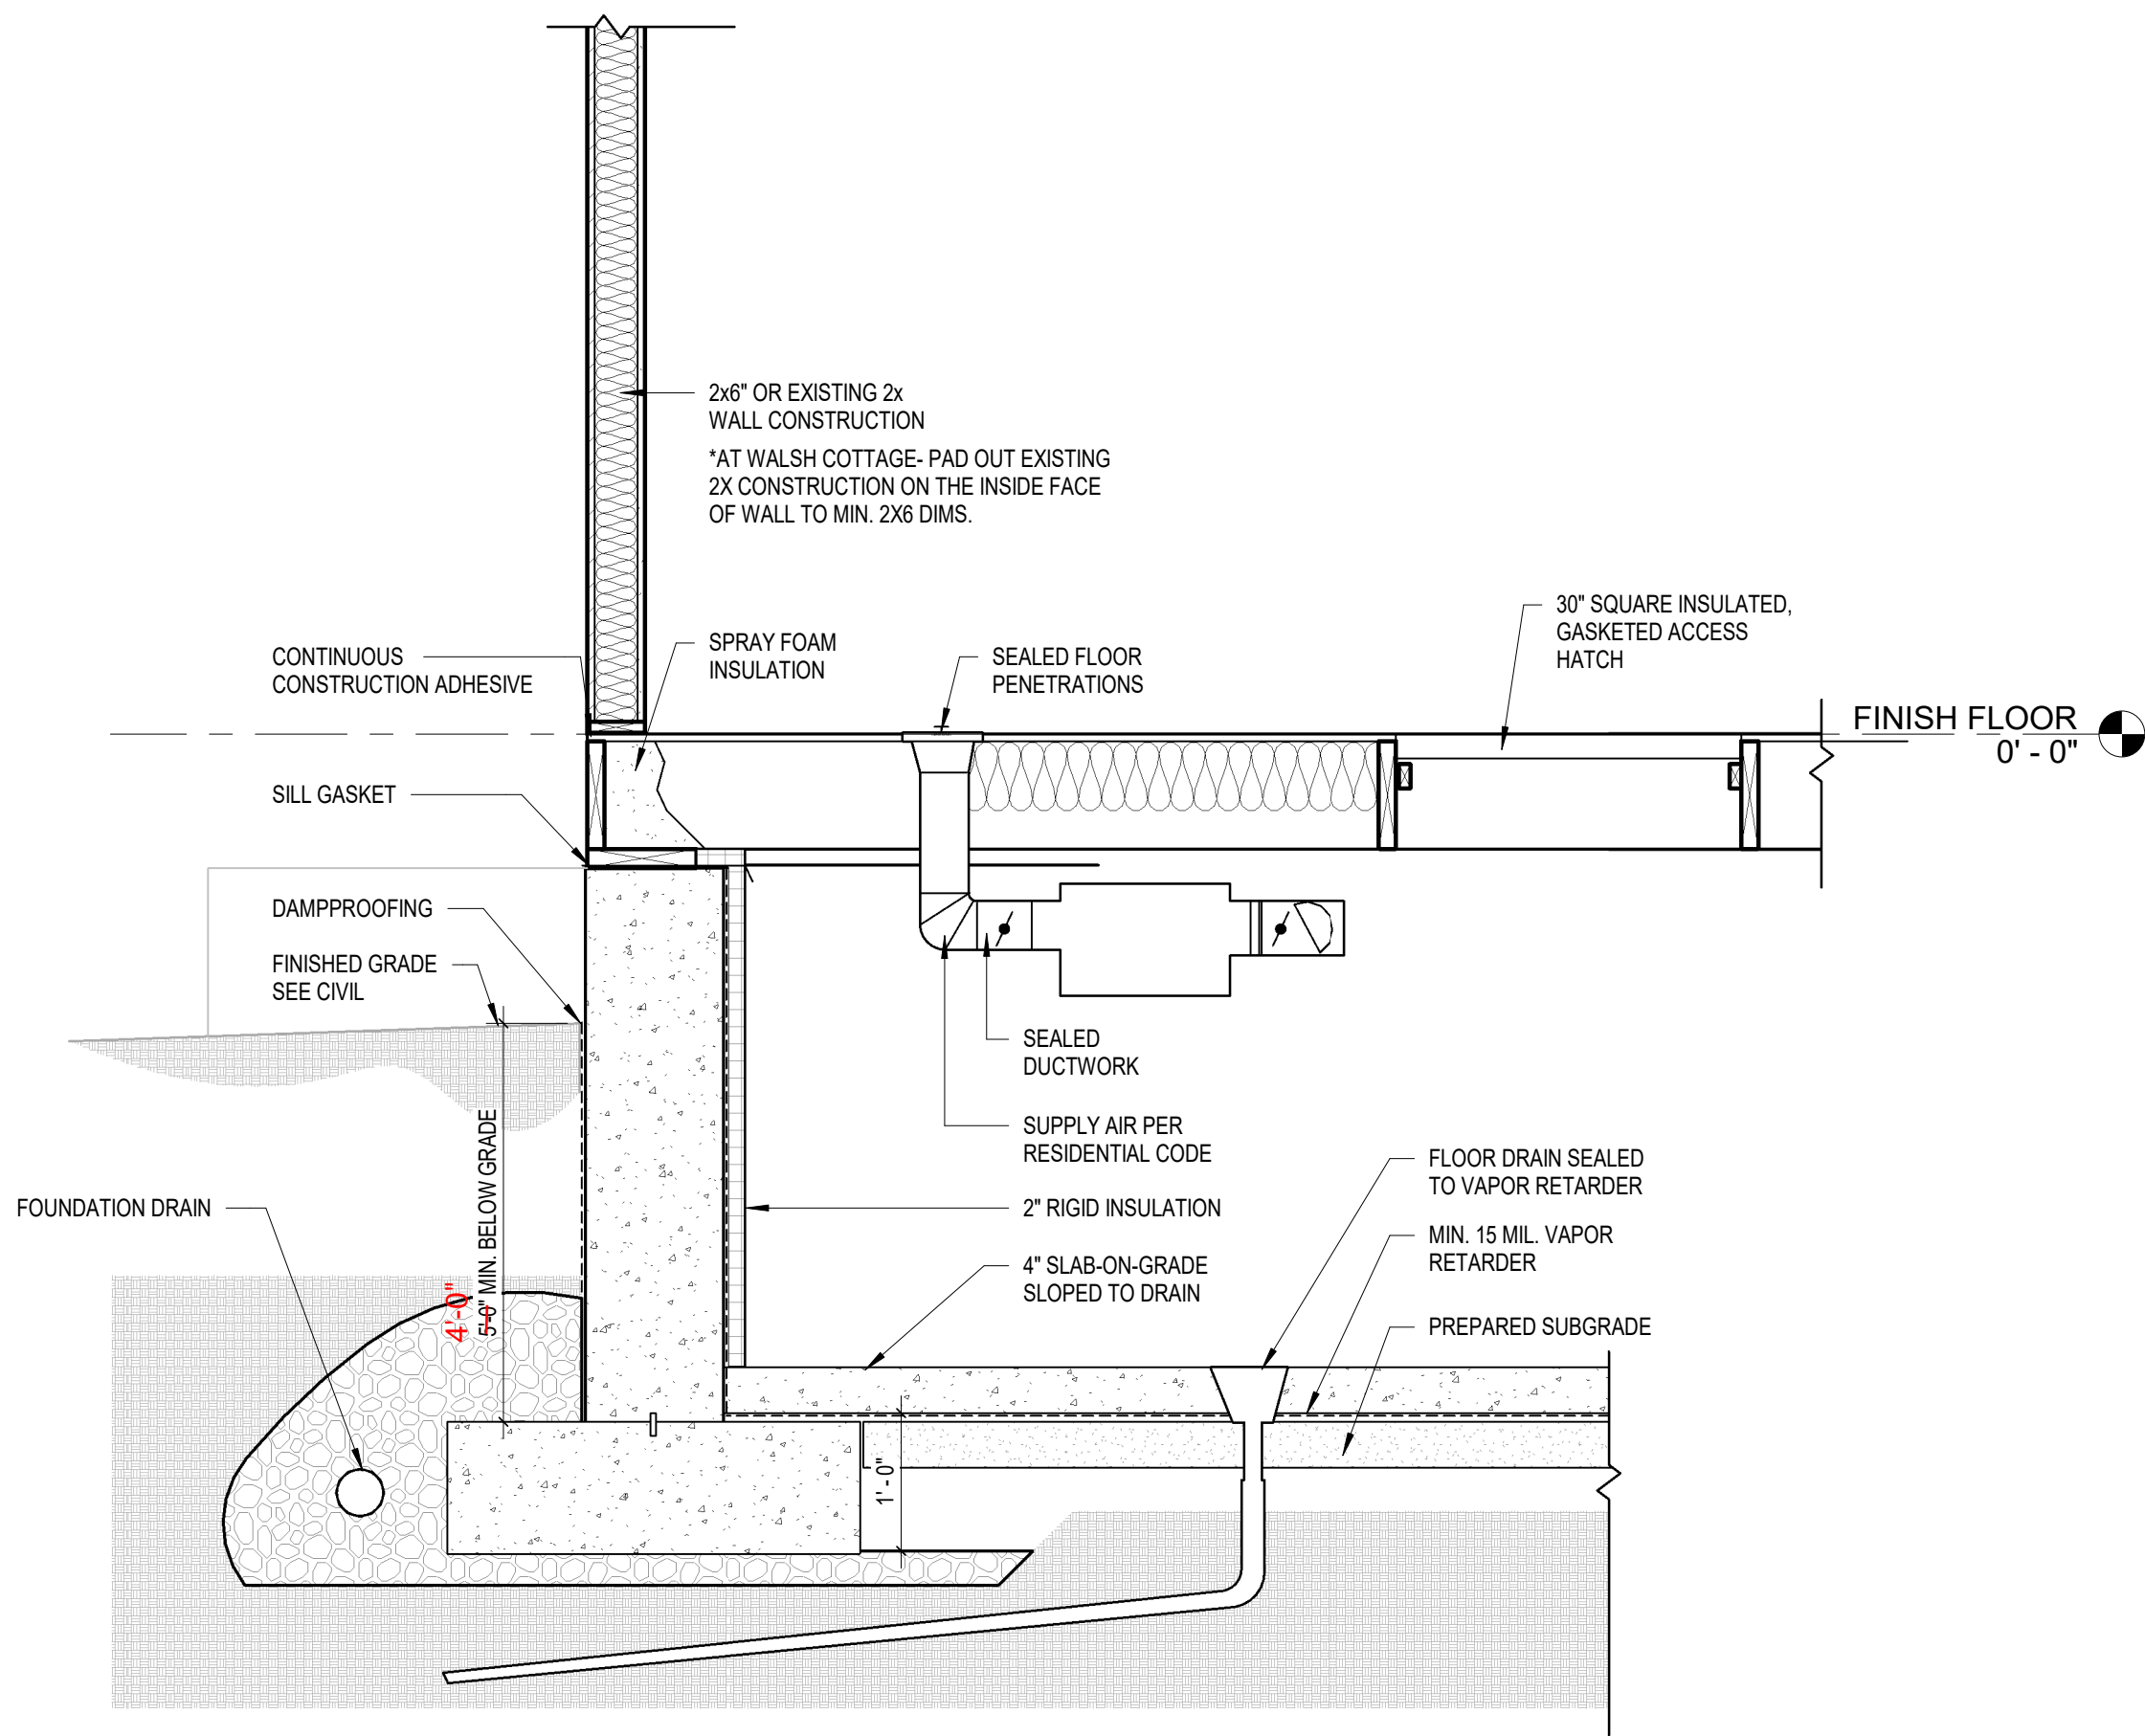 2x6" OR EXISTING 2x
WALL CONSTRUCTION
*AT WALSH COTTAGE- PAD OUT EXISTING
2X CONSTRUCTION ON THE INSIDE FACE
OF WALL TO MIN. 2X6 DIMS.
30" SQUARE INSULATED,
GASKETED ACCESS
HATCH
CONTINUOUS
CONSTRUCTION ADHESIVE
SPRAY FOAM
INSULATION
SEALED FLOOR
PENETRATIONS
FINISH FLOOR
0' - 0"
SILL GASKET
DAMPPROOFING
FINISHED GRADE
SEE CIVIL
SEALED
DUCTWORK
SUPPLY AIR PER
RESIDENTIAL CODE
FLOOR DRAIN SEALED
TO VAPOR RETARDER
FOUNDATION DRAIN
2" RIGID INSULATION
MIN. 15 MIL. VAPOR
RETARDER
4" SLAB-ON-GRADE
SLOPED TO DRAIN
PREPARED SUBGRADE
4'-0"
5'-0" MIN. BELOW GRADE
1' - 0"